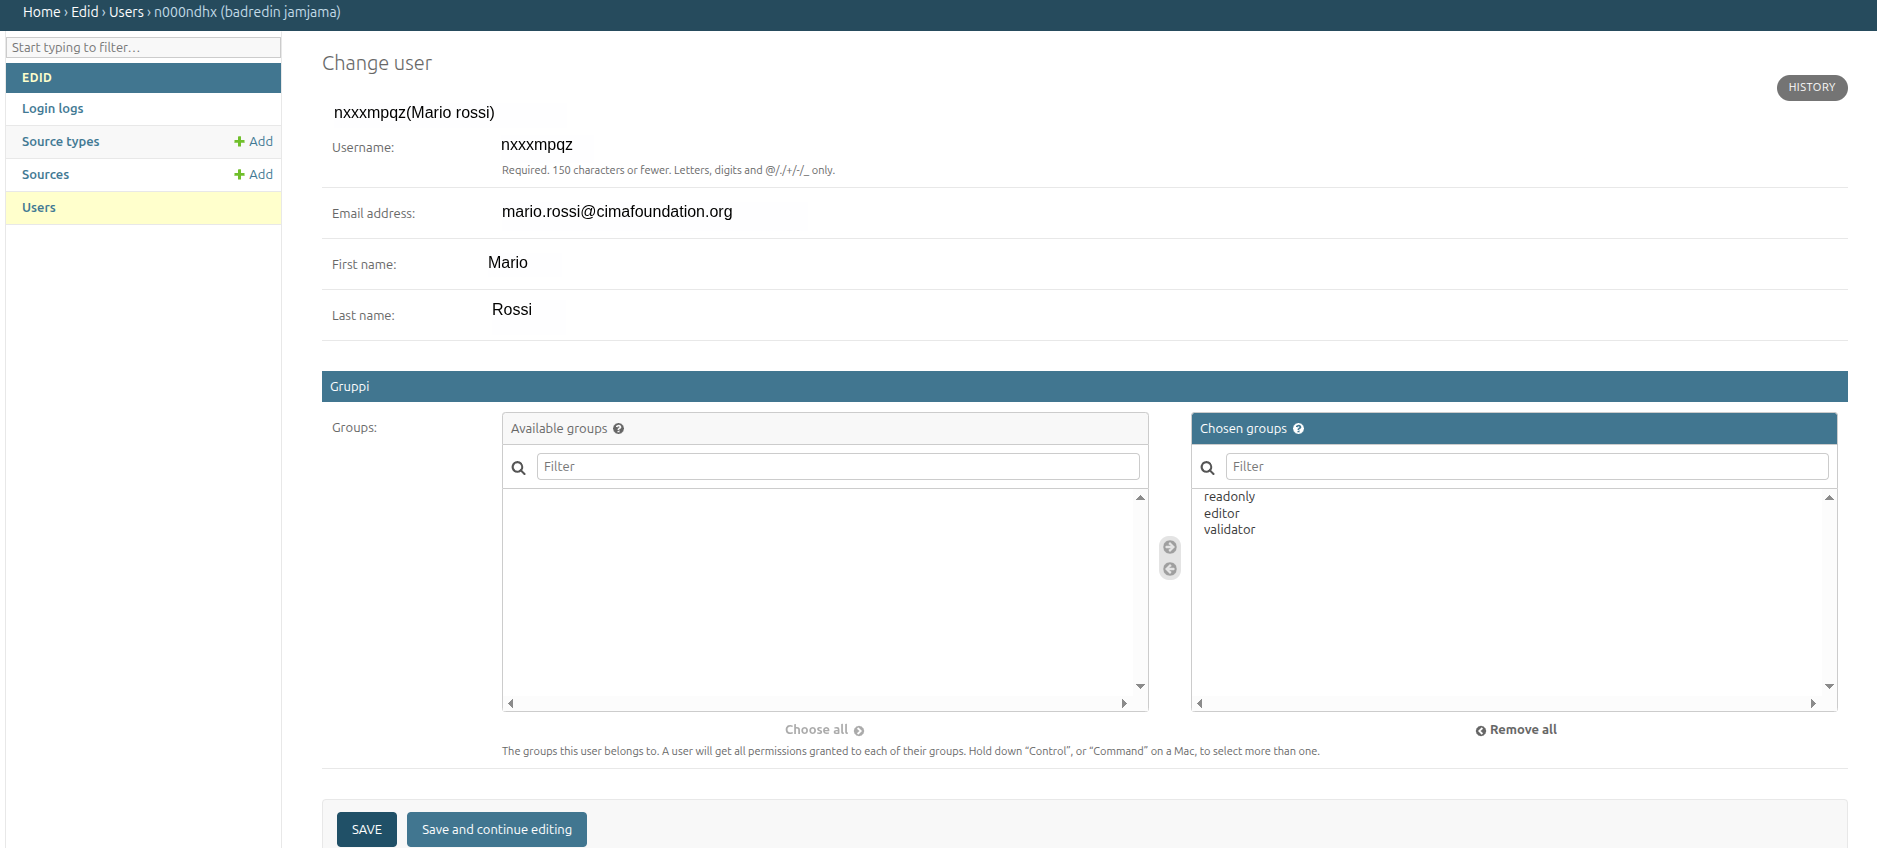 Home › Edid › Users › n000ndhx (badredin jamjama)
Start typing to filter…
EDID
Login logs
Source types
Add
Sources
Add
Users
Change user
HISTORY
nxxxmpqz(Mario rossi)
Username:
nxxxmpqz
Required. 150 characters or fewer. Letters, digits and @/./+/-/_ only.
Email address:
mario.rossi@cimafoundation.org
First name:
Mario
Last name:
Rossi
Gruppi
Groups:
Available groups
Filter
Choose all
Chosen groups
Filter
readonly
editor
validator
Remove all
The groups this user belongs to. A user will get all permissions granted to each of their groups. Hold down “Control”, or “Command” on a Mac, to select more than one.
SAVE
Save and continue editing